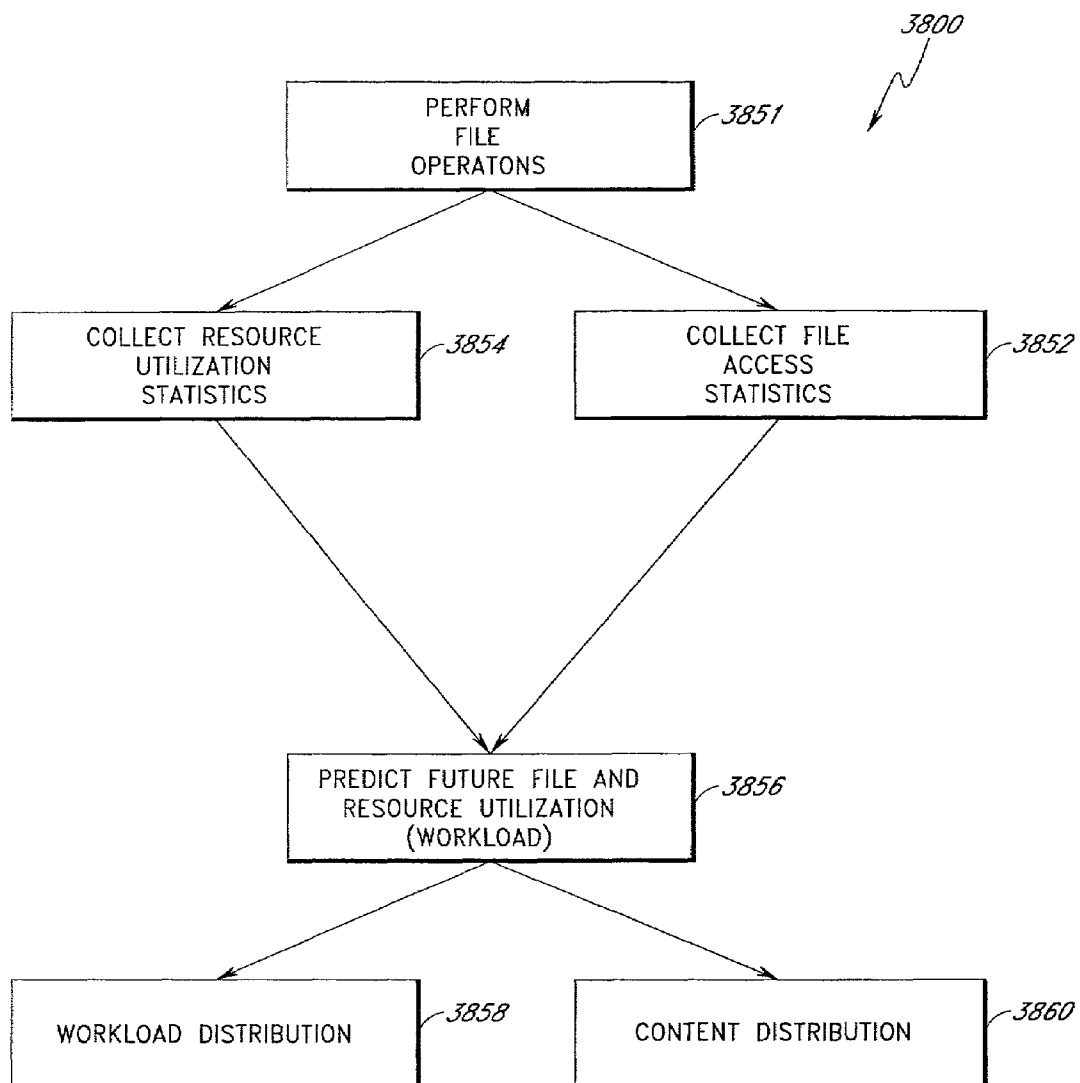 3800
PERFORM
FILE
OPERATONS
3851
COLLECT RESOURCE
UTILIZATION
STATISTICS
3854
COLLECT FILE
ACCESS
STATISTICS
3852
PREDICT FUTURE FILE AND
RESOURCE UTILIZATION
(WORKLOAD)
3856
WORKLOAD DISTRIBUTION
3858
CONTENT DISTRIBUTION
3860